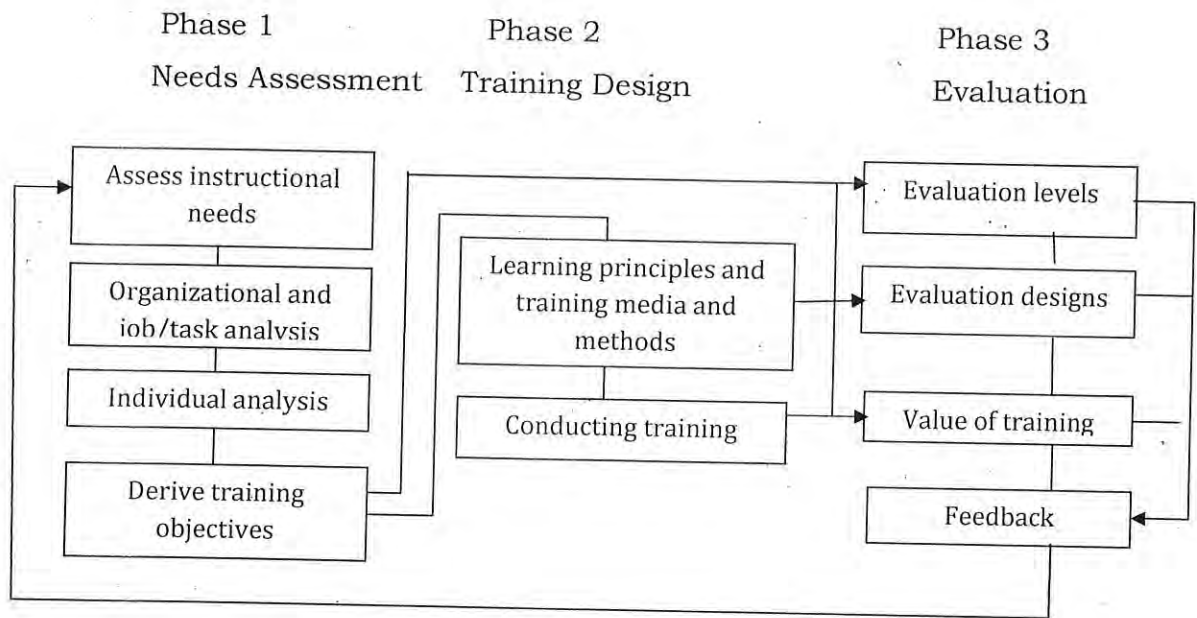 Phase 1
Needs Assessment
Phase 2
Training Design
Phase 3
Evaluation
Assess instructional
needs
Organizational and
iob/task analvsis
Individual analysis
Derive training
objectives
Learning principles and
training media and
methods
Conducting training
Evaluation levels
Evaluation designs
Value of training
Feedback